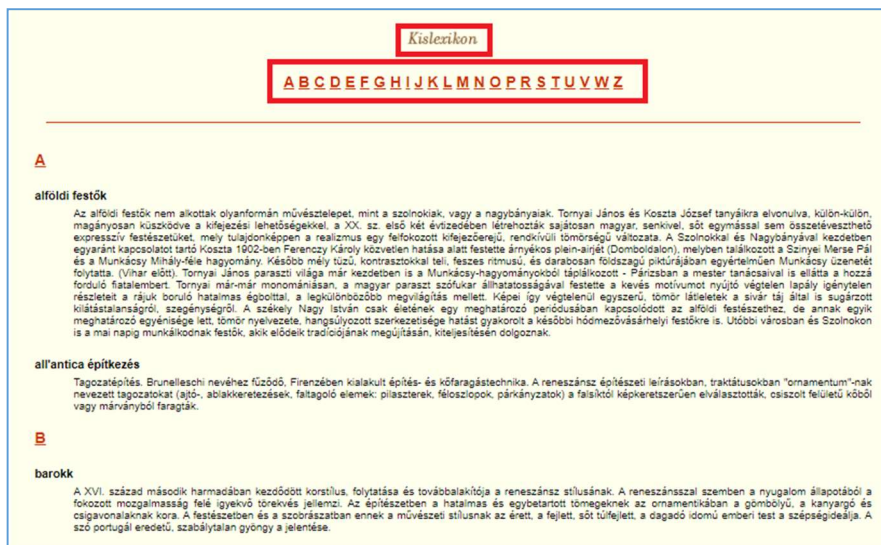 Kislexikon
A B C D E F G H I J K L M N O P R S T U V W Z
A
alföldi festők
Az alföldi festők nem alkottak olyanformán művésztelepet, mint a szolnokiak, vagy a nagybányaiak. Tornyai János és Koszta József tanyáikra elvonulva, külön-külön,
magányosan küszködve a kifejezési lehetőségekkel, a XX. sz. első két évtizedében létrehozták sajátosan magyar, senkivel, sőt egymással sem összetéveszthető
expresszív festészetüket, mely tulajdonképpen a realizmus egy felfokozott kifejezőerejű, rendkívüli tömörségű változata. A Szolnokkal és Nagybányával kezdetben
egyaránt kapcsolatot tartó Koszta 1902-ben Ferenczy Károly közvetlen hatása alatt festette árnyékos plein-airjét (Domboldalon), melyben találkozott a Szinyei Merse Pál
és a Munkácsy Mihály-féle hagyomány. Később mély tüzű, kontrasztokkal teli, feszes ritmusú, és darabosan földszagú piktúrájában egyértelműen Munkácsy üzenetét
folytatta. (Vihar előtt). Tornyai János paraszti világa már kezdetben is a Munkácsy-hagyományokból táplálkozott - Párizsban a mester tanácsaival is ellátta a hozzá
forduló fiatalembert. Tornyai már-már monomániásan, a magyar paraszt szófukar állhatatosságával festette a kevés motívumot nyújtó végtelen lapály igénytelen
részleteit a rájuk boruló hatalmas égbolttal, a legkülönbözőbb megvilágítás mellett. Képei így végtelenül egyszerű, tömör látleletek a sivár táj által is sugárzott
kilátástalanságról, szegénységről. A székely Nagy István csak életének egy meghatározó periódusában kapcsolódott az alföldi festészethez, de annak egyik
meghatározó egyénisége lett, tömör nyelvezete, hangsúlyozott szerkezetisége hatást gyakorolt a későbbi hódmezővásárhelyi festőkre is. Utóbbi városban és Szolnokon
is a mai napig munkálkodnak festők, akik elődeik tradíciójának megújításán, kiteljesítésén dolgoznak.
all'antica építkezés
Tagozatépítés. Brunelleschi nevéhez fűződő, Firenzében kialakult építés- és kőfaragástechnika. A reneszánsz építészeti leírásokban, traktátusokban "ornamentum"-nak
nevezett tagozatokat (ajtó-, ablakkeretezések, faltagoló elemek: pilaszterek, féloszlopok, párkányzatok) a falsíktól képkeretszerűen elválasztották, csiszolt felületű kőből
vagy márványból faragták.
B
barokk
A XVI. század második harmadában kezdődött korstílus, folytatása és továbbalakítója a reneszánsz stílusának. A reneszánsszal szemben a nyugalom állapotából a
fokozott mozgalmasság felé igyekvő törekvés jellemzi. Az építészetben a hatalmas és egybetartott tömegeknek az ornamentikában a gömbölyű, a kanyargó és
csigavonalaknak kora. A festészetben és a szobrászatban ennek a művészeti stílusnak az érett, a fejlett, sőt túlfejlett, a dagadó idomú emberi test a szépségideálja. A
szó portugál eredetű, szabálytalan gyöngy a jelentése.